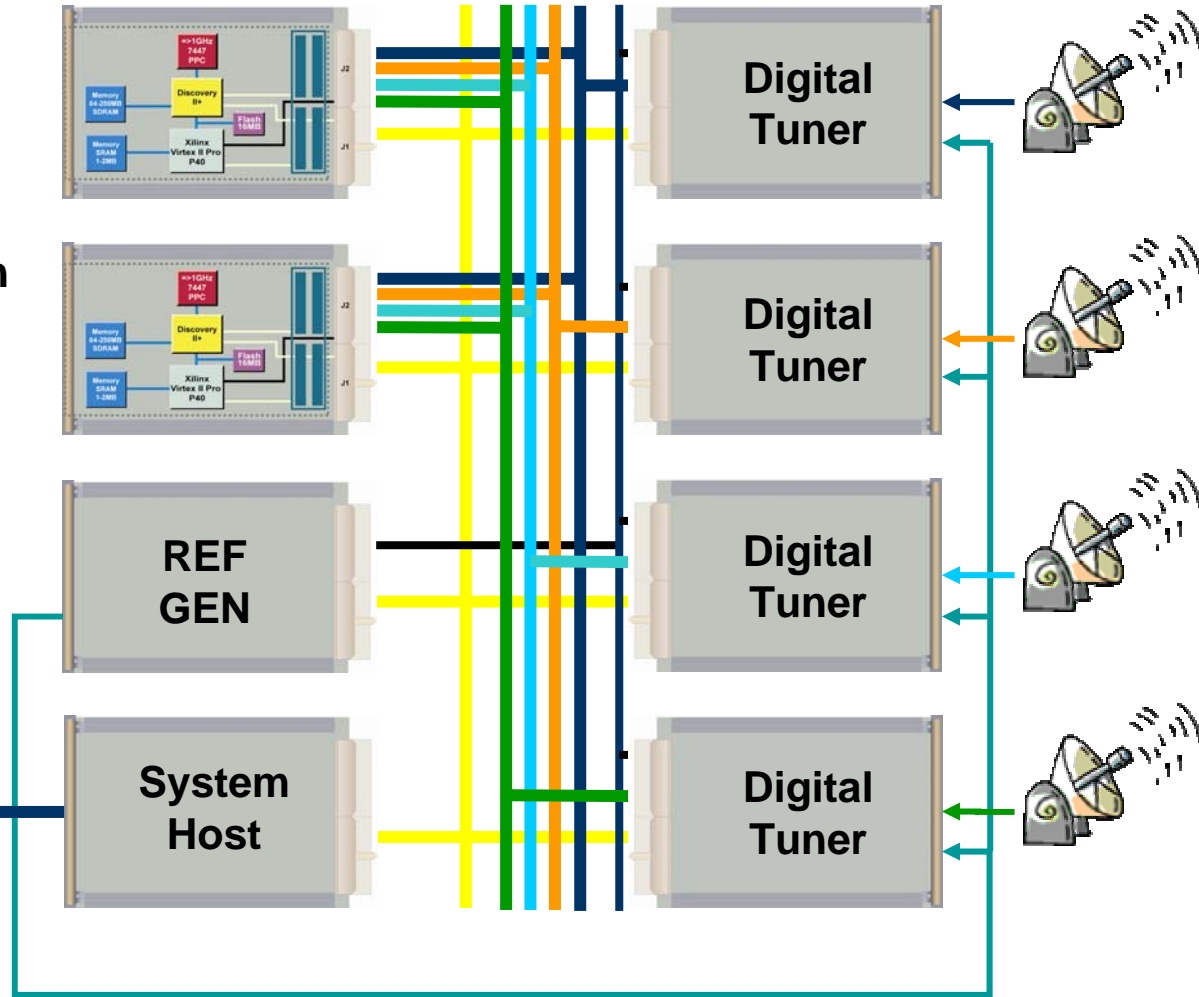 =>1GHz
7447
PPC
Memory
64-250MB
SDRAM
Discovery
II+
Flash
16MB
Memory
SRAM
1-2MB
Xilinx
Virtex II Pro
P40
J2
J1
Digital
Tuner
n
=>1GHz
7447
PPC
Memory
64-250MB
SDRAM
Discovery
II+
Flash
16MB
Memory
SRAM
1-2MB
Xilinx
Virtex II Pro
P40
J2
J1
Digital
Tuner
REF
GEN
Digital
Tuner
System
Host
Digital
Tuner